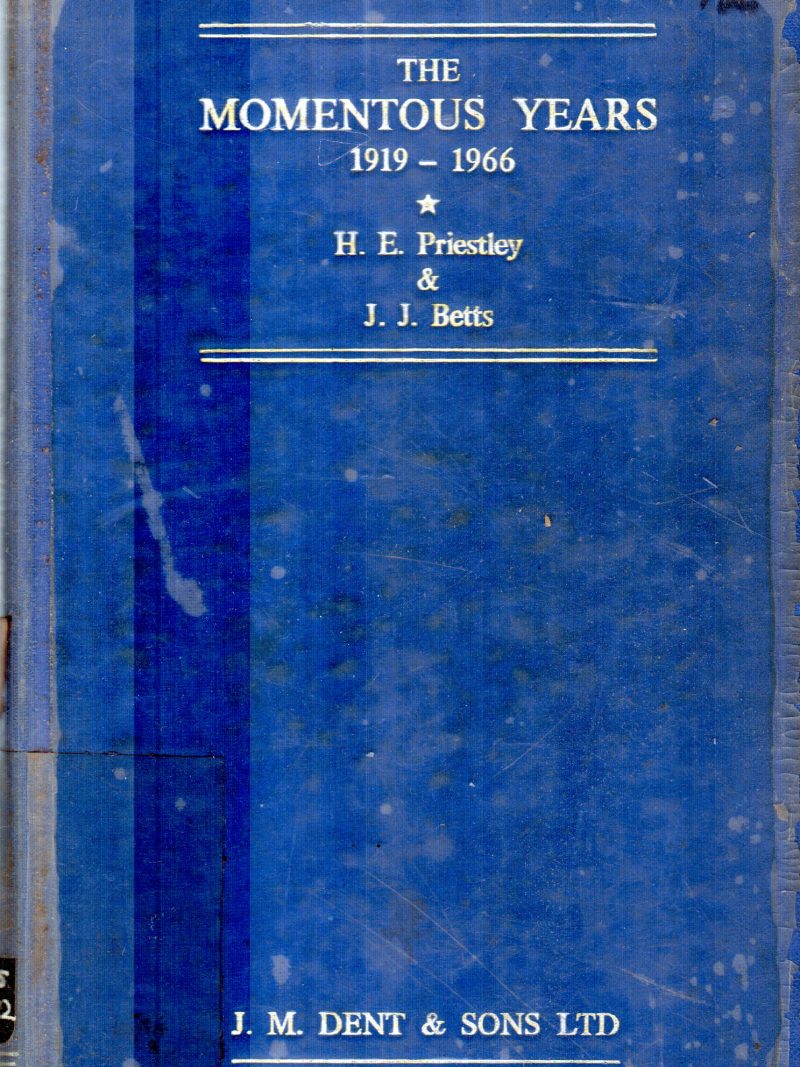 THE
MOMENTOUS YEARS
1919 – 1966
H. E. Priestley
&
J. J. Betts
J. M. DENT & SONS LTD